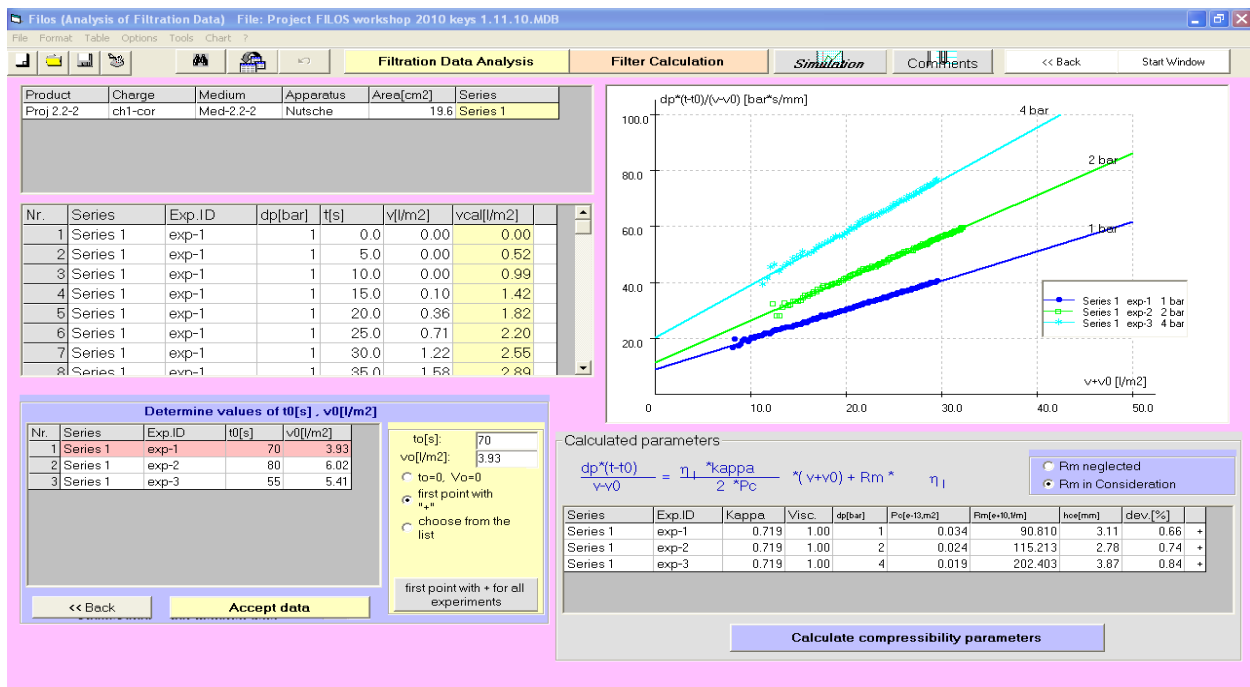 Filos (Analysis of Filtration Data) File: Project FILOS workshop 2010 keys 1.11.10.MDB
File Format Table Options Tools Chart ?
Filtration Data Analysis Filter Calculation Simulation Comments << Back Start Window
Product Charge Medium Apparatus Area[cm2] Series
Proj 2.2-2 ch1-cor Med-2.2-2 Nutsche 19.6 Series 1
Nr. Series Exp.ID dp[bar] t[s] v[l/m2] vcal[l/m2]
1 Series 1 exp-1 1 0.0 0.00 0.00
2 Series 1 exp-1 1 5.0 0.00 0.52
3 Series 1 exp-1 1 10.0 0.00 0.99
4 Series 1 exp-1 1 15.0 0.10 1.42
5 Series 1 exp-1 1 20.0 0.36 1.82
6 Series 1 exp-1 1 25.0 0.71 2.20
7 Series 1 exp-1 1 30.0 1.22 2.55
8 Series 1 exp-1 1 35.0 1.58 2.89
dp*(t-t0)/(v-v0) [bar*s/mm]
100.0
80.0
60.0
40.0
20.0
4 bar
2 bar
1 bar
Series 1 exp-1 1 bar
Series 1 exp-2 2 bar
Series 1 exp-3 4 bar
v+v0 [l/m2]
0 10.0 20.0 30.0 40.0 50.0
Determine values of t0[s] , v0[l/m2]
Nr. Series Exp.ID t0[s] v0[l/m2]
1 Series 1 exp-1 70 3.93
2 Series 1 exp-2 80 6.02
3 Series 1 exp-3 55 5.41
to[s]: 70
vo[l/m2]: 3.93
to=0, Vo=0
first point with
"+"
choose from the
list
first point with + for all
experiments
<< Back Accept data
Calculated parameters
dp*(t-t0) / v-v0 = η l *kappa / 2 *Pc *( v+v0) + Rm * η l
Rm neglected
Rm in Consideration
Series Exp.ID Kappa Visc. dp[bar] Pc[e-13,m2] Rm[e+10,1/m] hce[mm] dev.[%]
Series 1 exp-1 0.719 1.00 1 0.034 90.810 3.11 0.66 +
Series 1 exp-2 0.719 1.00 2 0.024 115.213 2.78 0.74 +
Series 1 exp-3 0.719 1.00 4 0.019 202.403 3.87 0.84 +
Calculate compressibility parameters